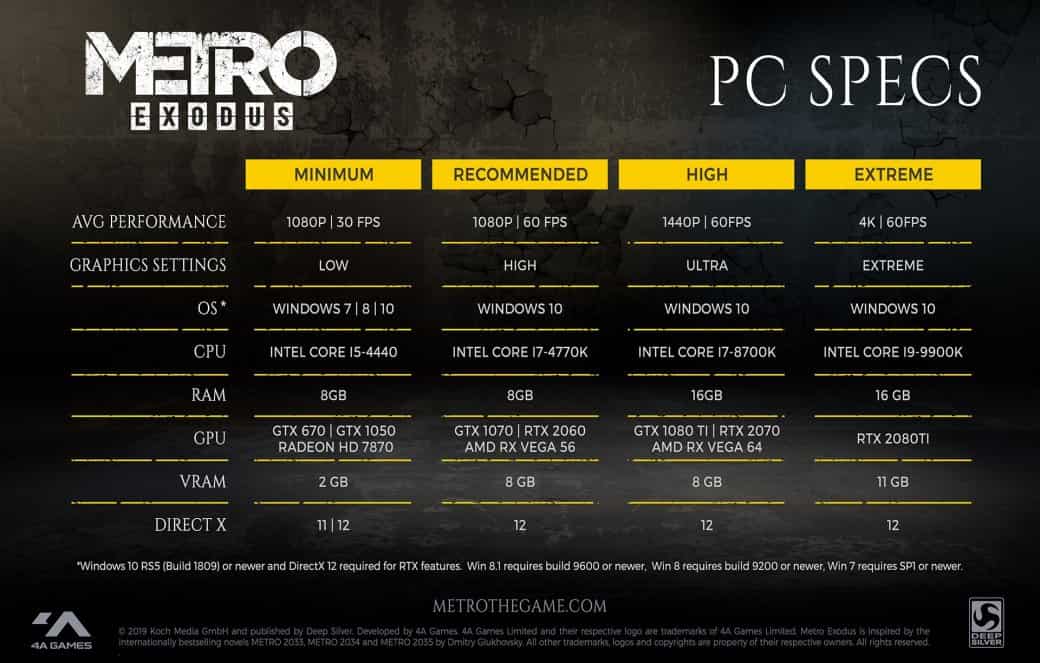 METRO
EXODUS
PC SPECS
MINIMUM RECOMMENDED HIGH EXTREME
AVG PERFORMANCE 1080P | 30 FPS 1080P | 60 FPS 1440P | 60FPS 4K | 60FPS
GRAPHICS SETTINGS LOW HIGH ULTRA EXTREME
OS* WINDOWS 7 | 8 | 10 WINDOWS 10 WINDOWS 10 WINDOWS 10
CPU INTEL CORE I5-4440 INTEL CORE I7-4770K INTEL CORE I7-8700K INTEL CORE I9-9900K
RAM 8GB 8GB 16GB 16 GB
GPU GTX 670 | GTX 1050 GTX 1070 | RTX 2060 GTX 1080 TI | RTX 2070 RTX 2080TI
RADEON HD 7870 AMD RX VEGA 56 AMD RX VEGA 64
VRAM 2 GB 8 GB 8 GB 11 GB
DIRECT X 11 | 12 12 12 12
*Windows 10 RS5 (Build 1809) or newer and DirectX 12 required for RTX features. Win 8.1 requires build 9600 or newer, Win 8 requires build 9200 or newer, Win 7 requires SP1 or newer.
METROTHEGAME.COM
4A GAMES
© 2019 Koch Media GmbH and published by Deep Silver. Developed by 4A Games. 4A Games Limited and their respective logo are trademarks of 4A Games Limited. Metro Exodus is inspired by the
internationally bestselling novels METRO 2033, METRO 2034 and METRO 2035 by Dmitry Glukhovsky. All other trademarks, logos and copyrights are property of their respective owners. All rights reserved.
DEEP
SILVER